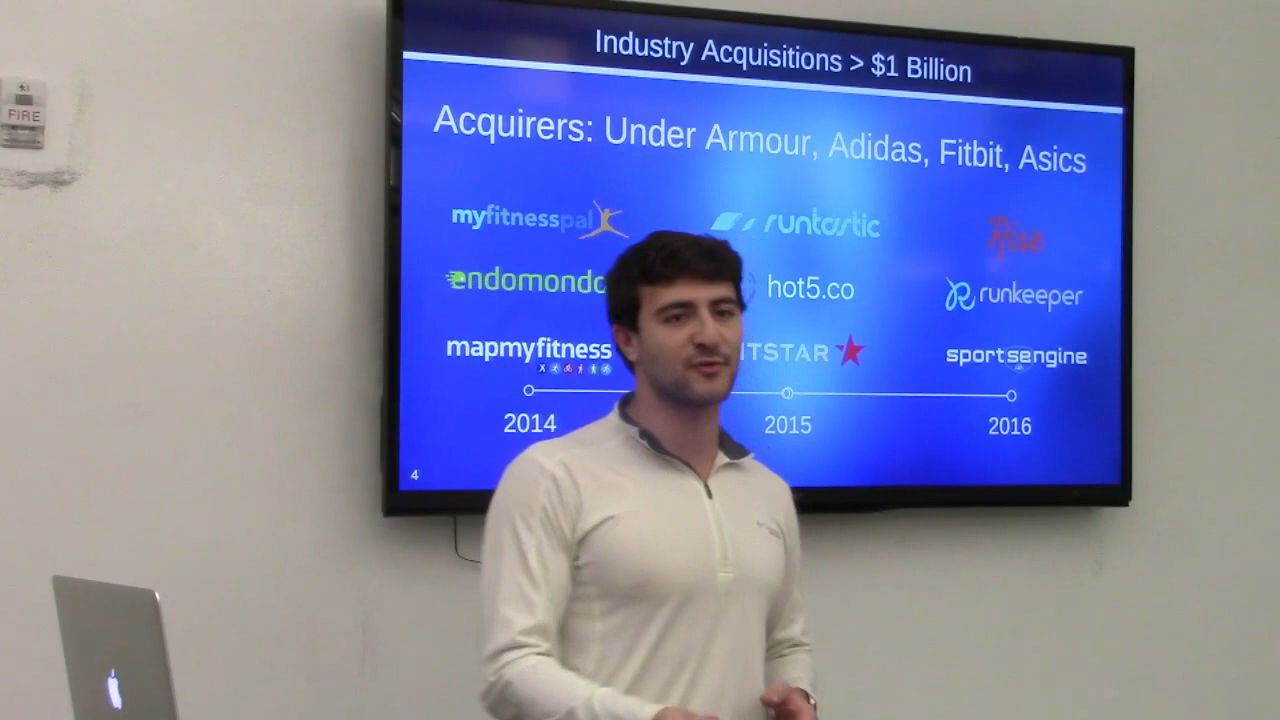 Industry Acquisitions > $1 Billion
FIRE
Acquirers: Under Armour, Adidas, Fitbit, Asics
myfitnesspal runtastic Rise
endomondo hot5.co runkeeper
mapmyfitness ITSTAR sportsengine
2014 2015 2016
4